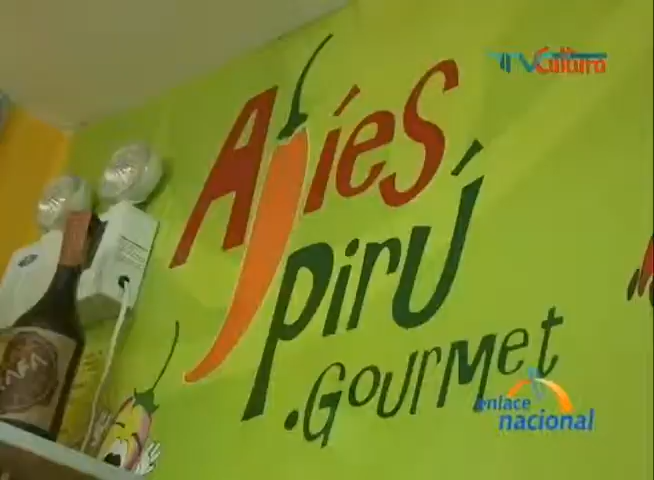 TVCultura
Ajíes
pirú
.Gourmet
enlace
nacional